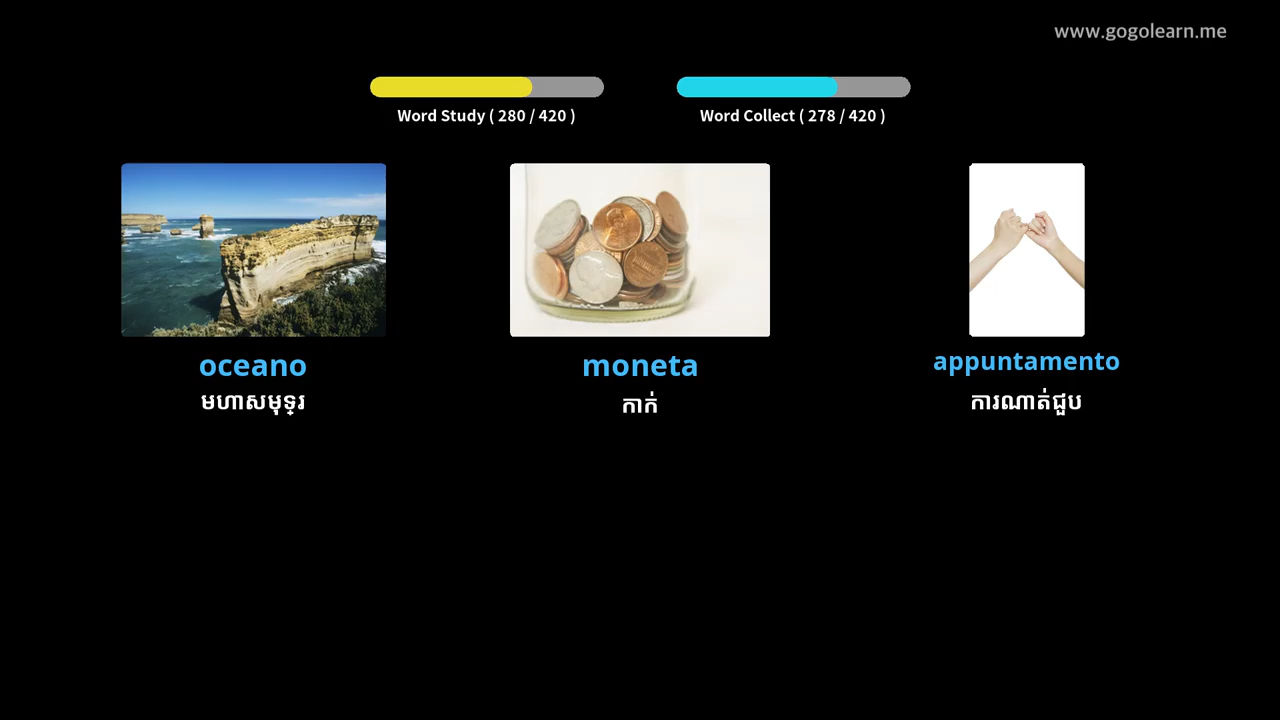 www.gogolearn.me
Word Study ( 280 / 420 )
Word Collect ( 278 / 420 )
oceano
moneta
appuntamento
មហាសមុទ្រ
កាក់
ការណាត់ជួប